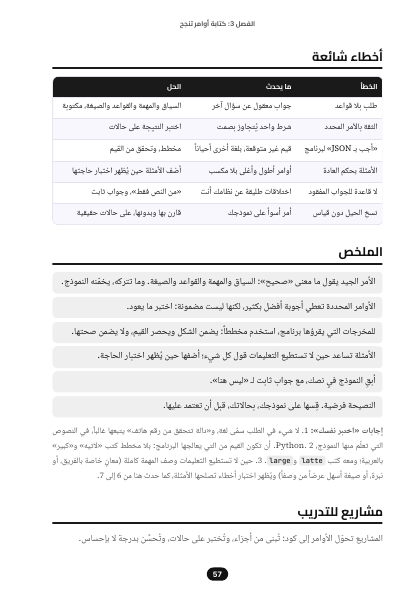 الفصل 3: كتابة أوامر تنجح
أخطاء شائعة
الخطأ ما يحدث الحل
طلب بلا قواعد جواب معقول عن سؤال آخر السياق والمهمة والقواعد والصيغة، مكتوبة
الثقة بالأمر المحدد شرط واحد يُتجاوز بصمت اختبر النتيجة على حالات
«أجب بـ JSON» لبرنامج قيم غير متوقعة، بلغة أخرى أحياناً مخطط، وتحقق من القيم
الأمثلة بحكم العادة أوامر أطول وأغلى بلا مكسب أضف الأمثلة حين يُظهر اختبار حاجتها
لا قاعدة للجواب المفقود اختلاقات طليقة عن نظامك أنت «من النص فقط»، وجواب ثابت
نسخ الحيل دون قياس أمر أسوأ على نموذجك قارن بها وبدونها، على حالات حقيقية
الملخص
الأمر الجيد يقول ما معنى «صحيح»: السياق والمهمة والقواعد والصيغة. وما تتركه، يخمّنه النموذج.
الأوامر المحددة تعطي أجوبة أفضل بكثير، لكنها ليست مضمونة: اختبر ما يعود.
للمخرجات التي يقرؤها برنامج، استخدم مخططاً: يضمن الشكل ويحصر القيم، ولا يضمن صحتها.
الأمثلة تساعد حين لا تستطيع التعليمات قول كل شيء؛ أضفها حين يُظهر اختبار الحاجة.
أبقِ النموذج في نصك، مع جواب ثابت لـ «ليس هنا».
النصيحة فرضية. قِسها على نموذجك، بحالاتك، قبل أن تعتمد عليها.
إجابات «اختبر نفسك»: 1. لا شيء في الطلب سمّى لغة، و«دالة تتحقق من رقم هاتف» يتبعها غالباً، في النصوص
التي تعلّم منها النموذج، Python. 2. أن تكون القيم من التي يعالجها البرنامج: بلا مخطط كتب «لاتيه» و«كبير»
بالعربية؛ ومعه كتب latte و large. 3. حين لا تستطيع التعليمات وصف المهمة كاملة (معانٍ خاصة بالفريق، أو
نبرة، أو صيغة أسهل عرضاً من وصفها) ويُظهر اختبار أخطاء تصلحها الأمثلة، كما حدث هنا من 6 إلى 7.
مشاريع للتدريب
المشاريع تحوّل الأوامر إلى كود: تُبنى من أجزاء، وتُختبر على حالات، وتُحسَّن بدرجة لا بإحساس.
57